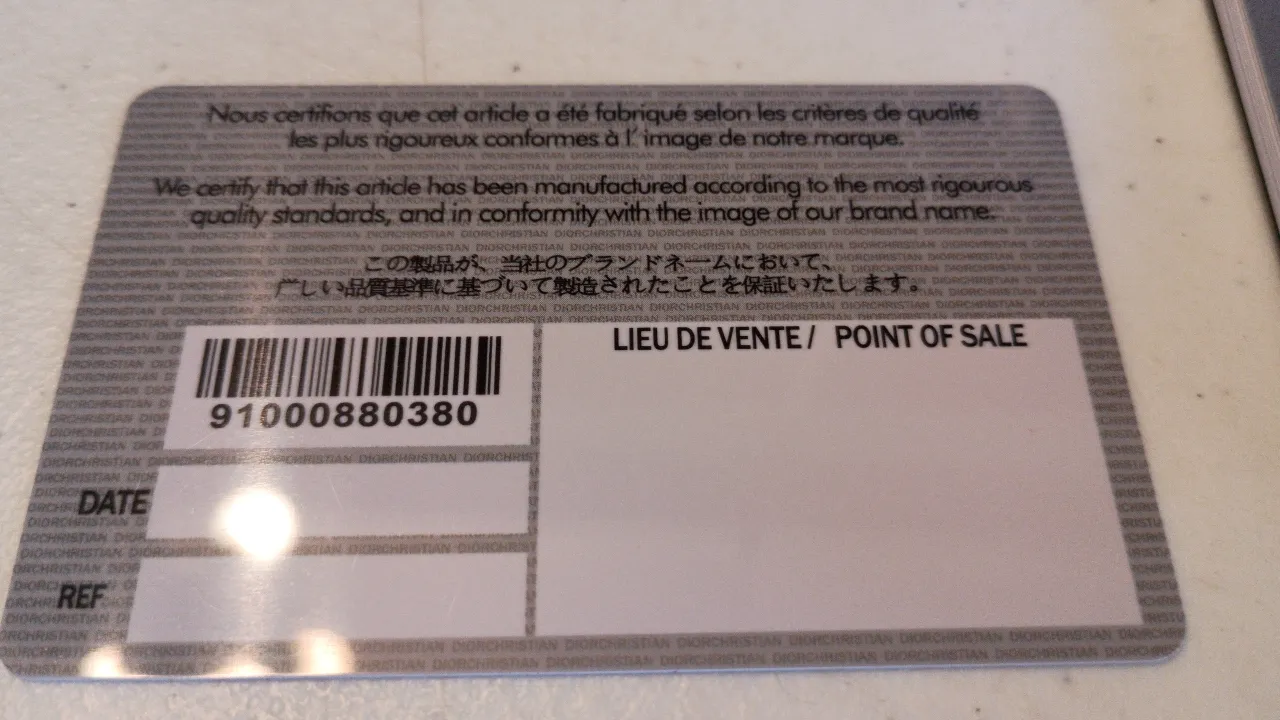 Nous certifions que cet article a été fabriqué selon les critères de qualité
les plus rigoureux conformes à l'image de notre marque.
We certify that this article has been manufactured according to the most rigourous
quality standards, and in conformity with the image of our brand name.
この製品が、当社のブランドネームにおいて、
厳しい品質基準に基づいて製造されたことを保証いたします。
91000880380
LIEU DE VENTE / POINT OF SALE
DATE
REF